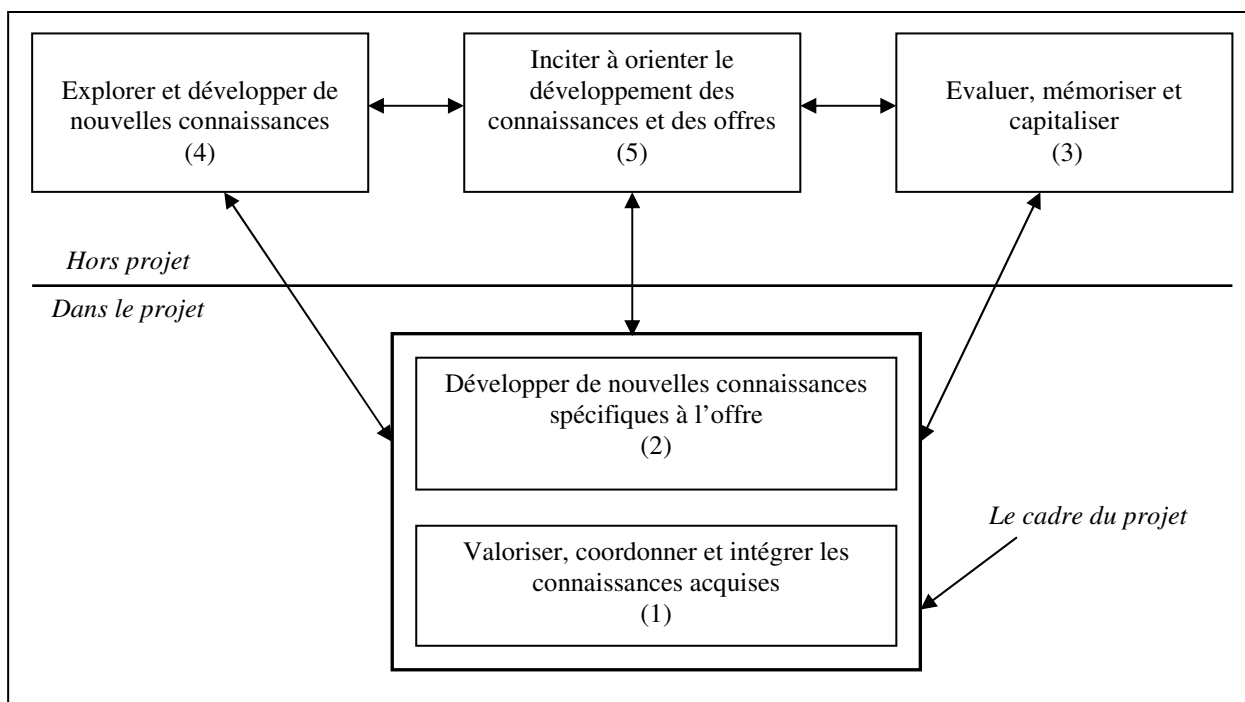 Explorer et développer de
nouvelles connaissances
(4)
Inciter à orienter le
développement des
connaissances et des offres
(5)
Evaluer, mémoriser et
capitaliser
(3)
Hors projet
Dans le projet
Développer de nouvelles connaissances
spécifiques à l’offre
(2)
Le cadre du projet
Valoriser, coordonner et intégrer les
connaissances acquises
(1)